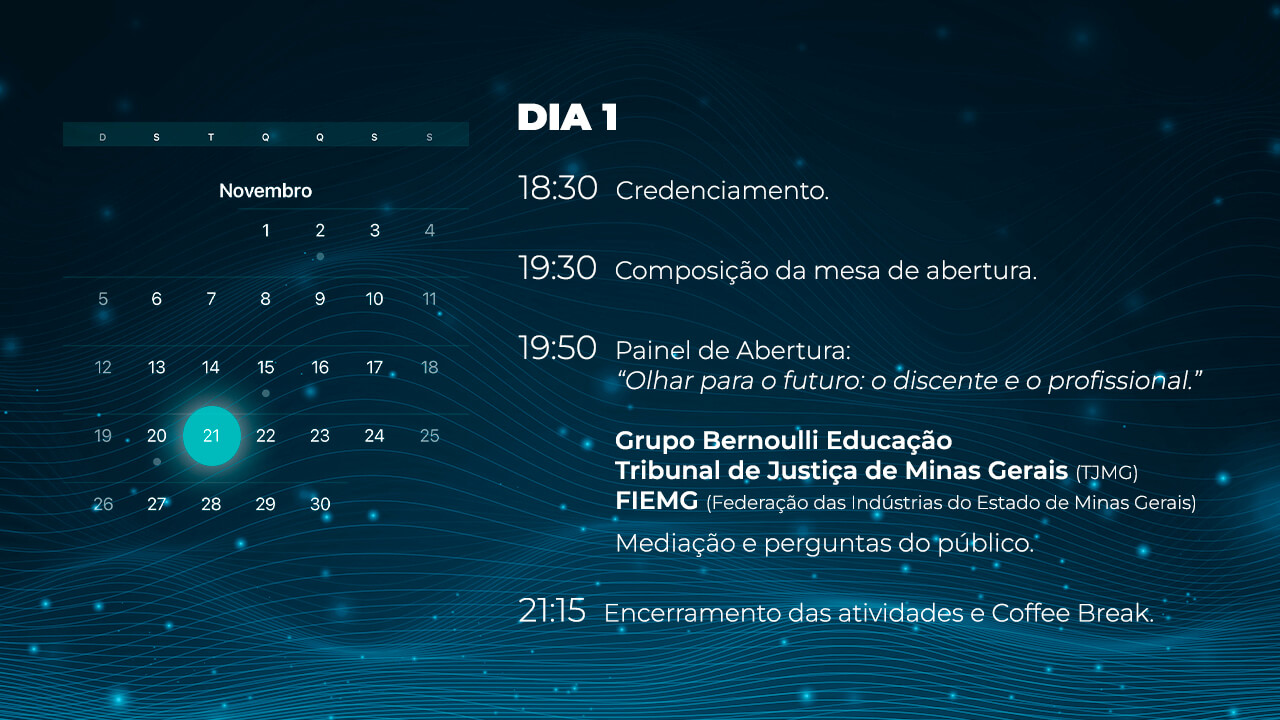 D S T Q Q S S
Novembro
1 2 3 4
5 6 7 8 9 10 11
12 13 14 15 16 17 18
19 20 21 22 23 24 25
26 27 28 29 30
DIA 1
18:30 Credenciamento.
19:30 Composição da mesa de abertura.
19:50 Painel de Abertura:
“Olhar para o futuro: o discente e o profissional.”
Grupo Bernoulli Educação
Tribunal de Justiça de Minas Gerais (TJMG)
FIEMG (Federação das Indústrias do Estado de Minas Gerais)
Mediação e perguntas do público.
21:15 Encerramento das atividades e Coffee Break.